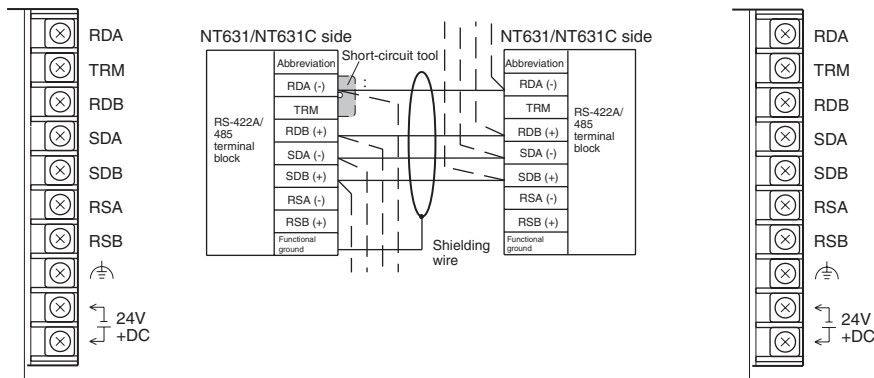 RDA
TRM
RDB
SDA
SDB
RSA
RSB
24V
+DC
NT631/NT631C side
Abbreviation
Short-circuit tool
RDA (-)
TRM
RDB (+)
SDA (-)
SDB (+)
RSA (-)
RSB (+)
Functional
ground
RS-422A/
485
terminal
block
Shielding
wire
NT631/NT631C side
Abbreviation
RDA (-)
TRM
RDB (+)
SDA (-)
SDB (+)
RSA (-)
RSB (+)
Functional
ground
RS-422A/
485
terminal
block
RDA
TRM
RDB
SDA
SDB
RSA
RSB
24V
+DC